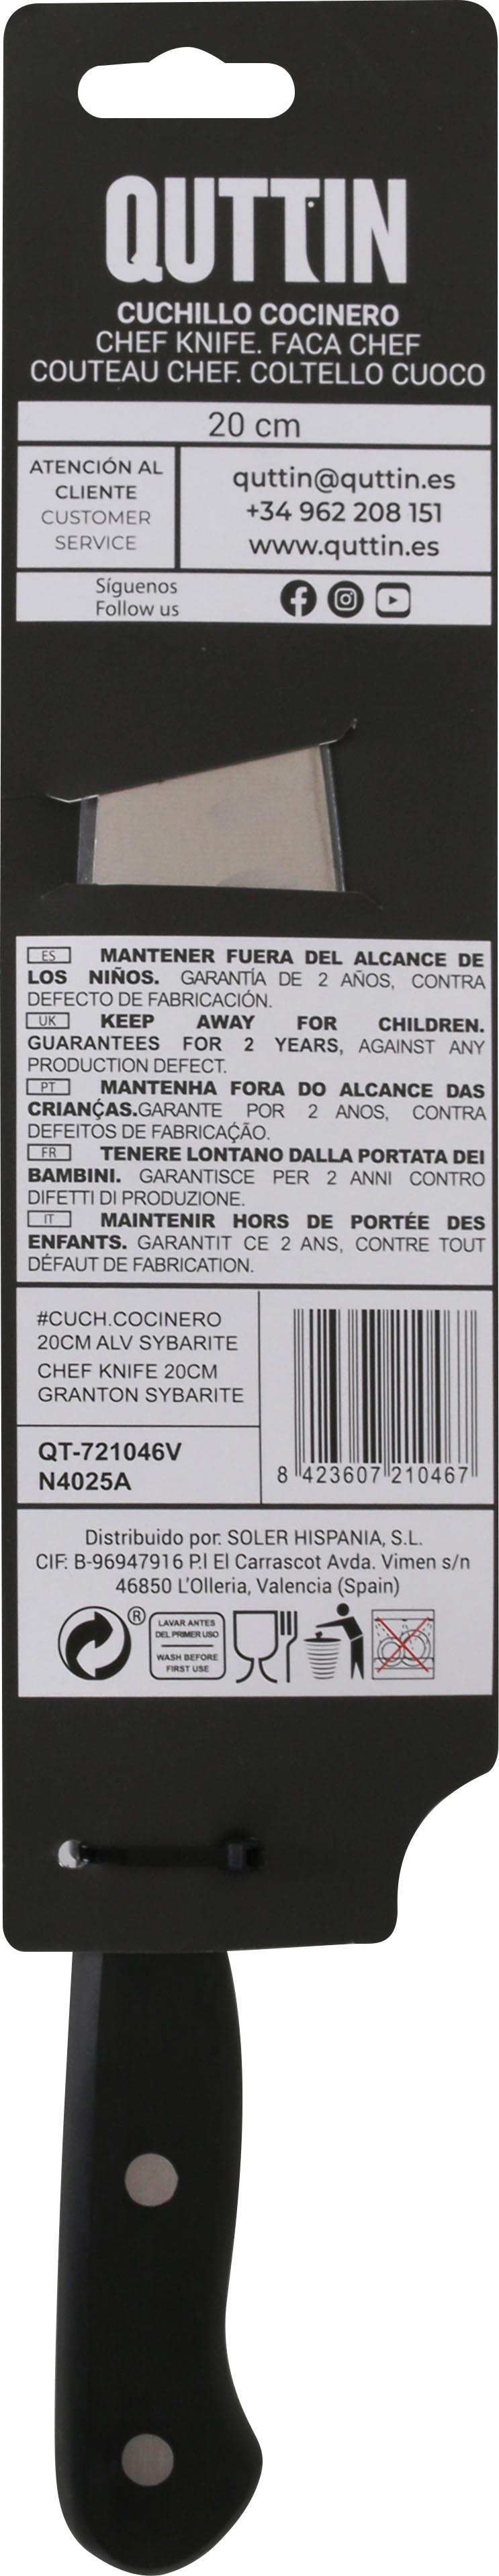 QUTTIN
CUCHILLO COCINERO
CHEF KNIFE. FACA CHEF
COUTEAU CHEF. COLTELLO CUOCO
20 cm
ATENCIÓN AL
CLIENTE
CUSTOMER
SERVICE
quttin@quttin.es
+34 962 208 151
www.quttin.es
Síguenos
Follow us
ES MANTENER FUERA DEL ALCANCE DE
LOS NIÑOS. GARANTÍA DE 2 AÑOS, CONTRA
DEFECTO DE FABRICACIÓN.
UK KEEP AWAY FOR CHILDREN.
GUARANTEES FOR 2 YEARS, AGAINST ANY
PRODUCTION DEFECT.
PT MANTENHA FORA DO ALCANCE DAS
CRIANÇAS.GARANTE POR 2 ANOS, CONTRA
DEFEITOS DE FABRICAÇÃO.
FR TENERE LONTANO DALLA PORTATA DEI
BAMBINI. GARANTISCE PER 2 ANNI CONTRO
DIFETTI DI PRODUZIONE.
IT MAINTENIR HORS DE PORTÉE DES
ENFANTS. GARANTIT CE 2 ANS, CONTRE TOUT
DÉFAUT DE FABRICATION.
#CUCH.COCINERO
20CM ALV SYBARITE
CHEF KNIFE 20CM
GRANTON SYBARITE
QT-721046V
N4025A
8 423607 210467
Distribuido por: SOLER HISPANIA, S.L.
CIF: B-96947916 P.I El Carrascot Avda. Vimen s/n
46850 L'Olleria, Valencia (Spain)
®
LAVAR ANTES
DEL PRIMER USO
WASH BEFORE
FIRST USE